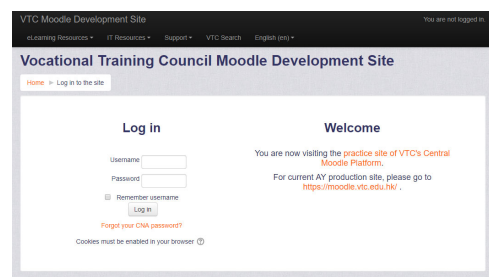 VTC Moodle Development Site
You are not logged in.
eLearning Resources
IT Resources
Support
VTC Search
English (en)
Vocational Training Council Moodle Development Site
Home ► Log in to the site
Log in
Username
Password
Remember username
Log in
Forgot your CNA password?
Cookies must be enabled in your browser
Welcome
You are now visiting the practice site of VTC's Central
Moodle Platform.
For current AY production site, please go to
https://moodle.vtc.edu.hk/ .